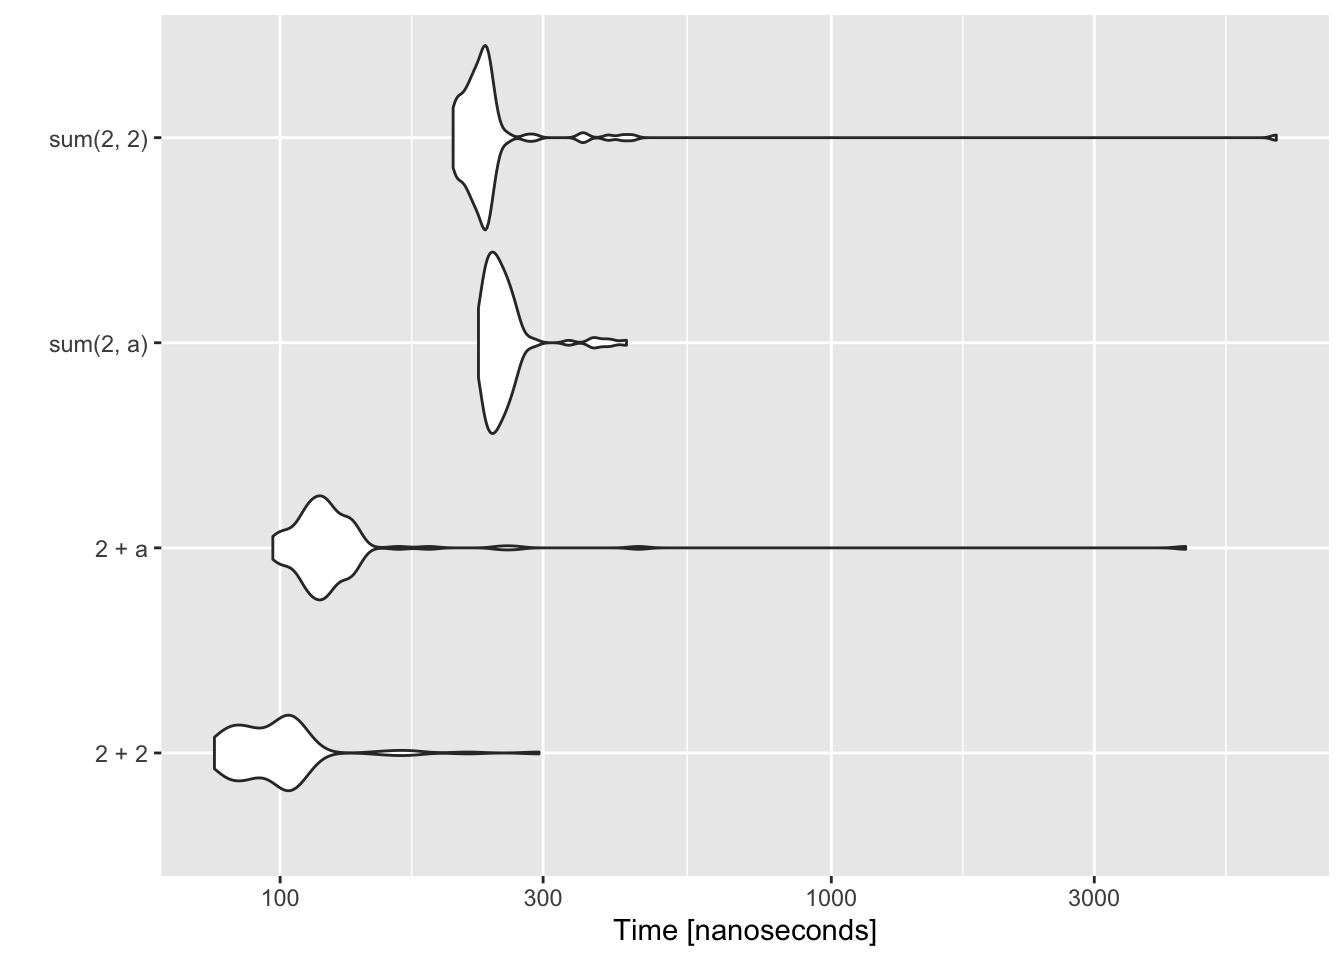 sum(2, 2)
sum(2, a)
2 + a
2 + 2
100 300 1000 3000
Time [nanoseconds]